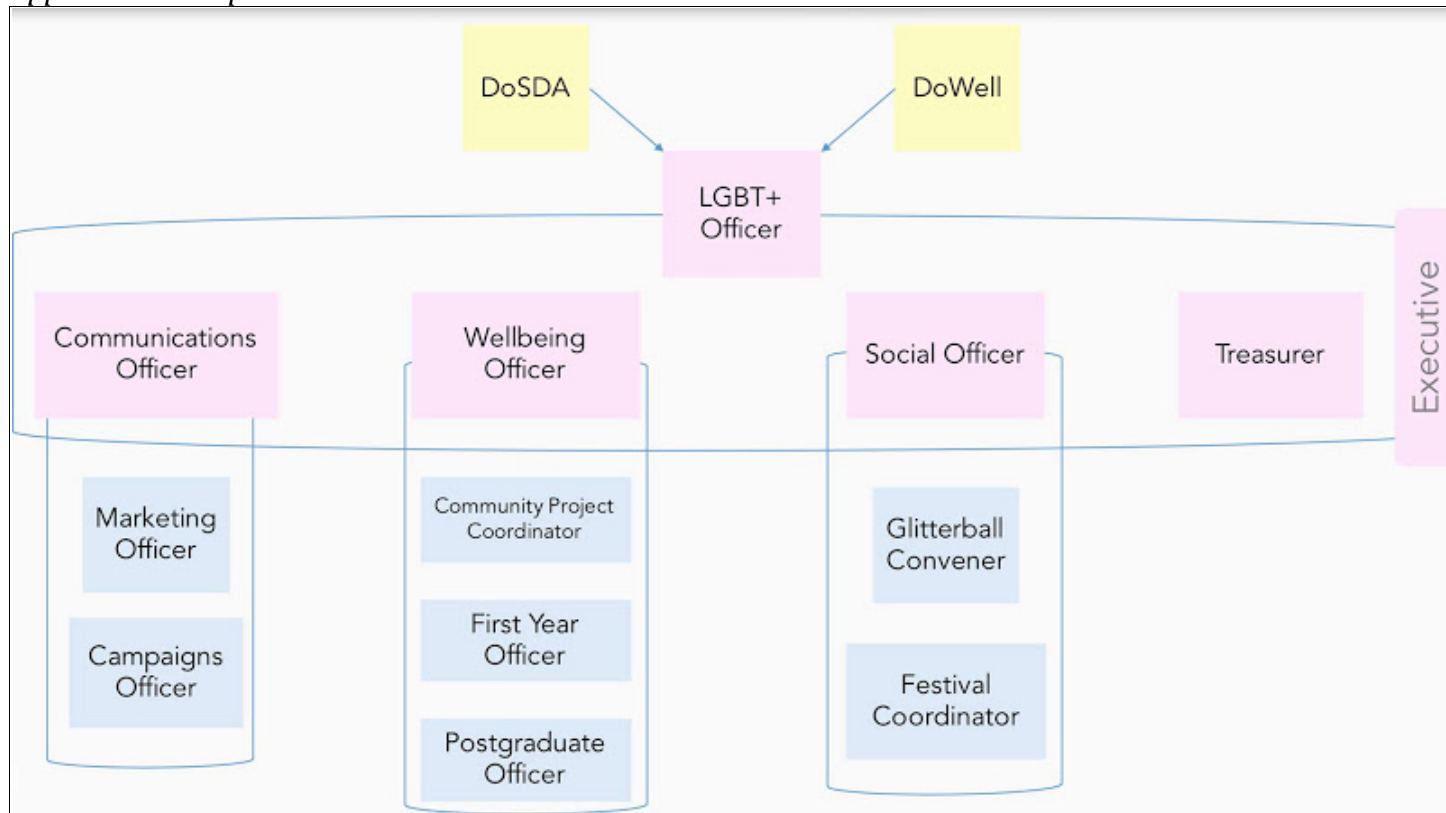 DoSDA
DoWell
LGBT+
Officer
Communications
Officer
Wellbeing
Officer
Social Officer
Treasurer
Executive
Marketing
Officer
Campaigns
Officer
Community Project
Coordinator
First Year
Officer
Postgraduate
Officer
Glitterball
Convener
Festival
Coordinator